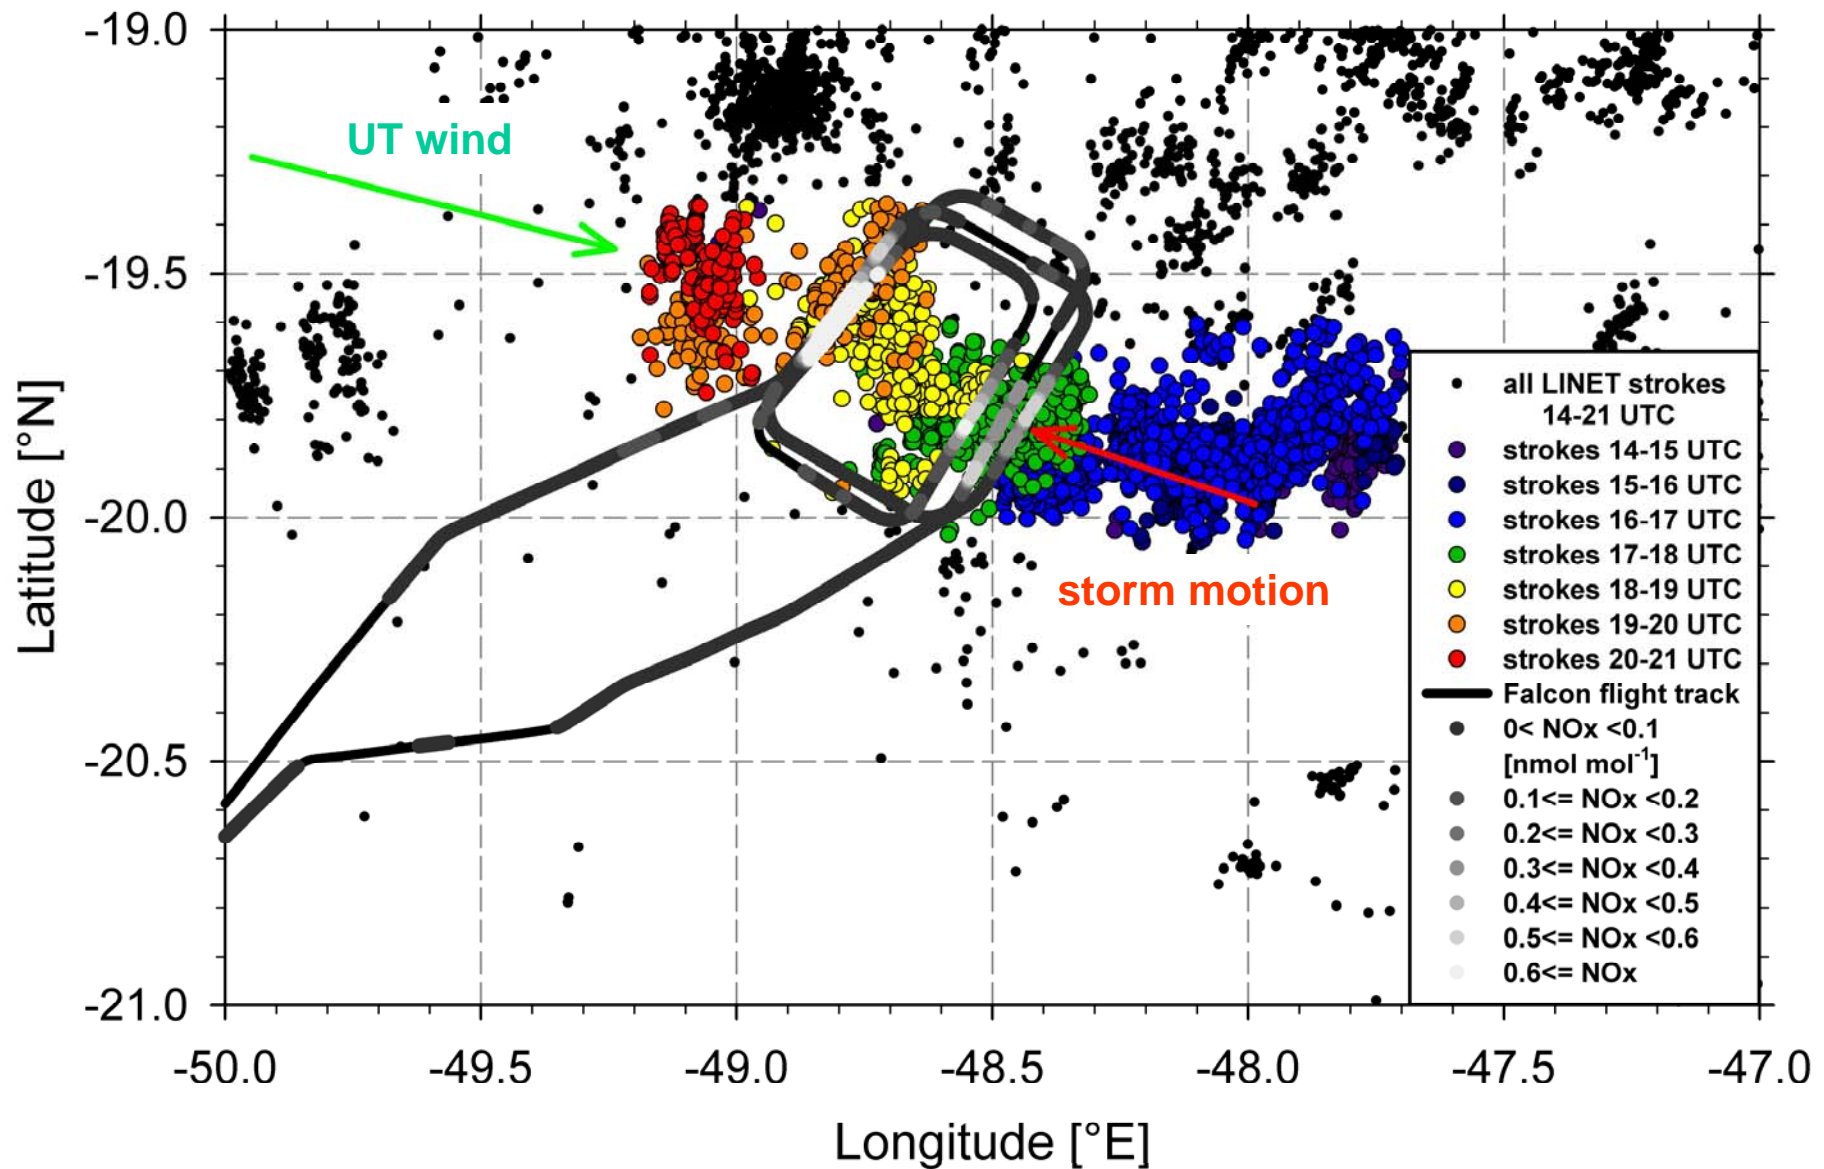 -19.0
-19.5
-20.0
-20.5
-21.0
Latitude [°N]
UT wind
storm motion
all LINET strokes
14-21 UTC
strokes 14-15 UTC
strokes 15-16 UTC
strokes 16-17 UTC
strokes 17-18 UTC
strokes 18-19 UTC
strokes 19-20 UTC
strokes 20-21 UTC
Falcon flight track
0< NOx <0.1
[nmol mol⁻¹]
0.1<= NOx <0.2
0.2<= NOx <0.3
0.3<= NOx <0.4
0.4<= NOx <0.5
0.5<= NOx <0.6
0.6<= NOx
-50.0 -49.5 -49.0 -48.5 -48.0 -47.5 -47.0
Longitude [°E]